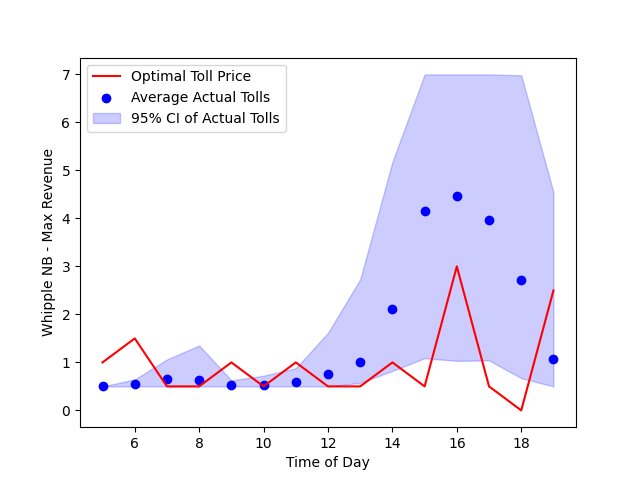 Optimal Toll Price
Average Actual Tolls
95% CI of Actual Tolls
Whipple NB - Max Revenue
7
6
5
4
3
2
1
0
6 8 10 12 14 16 18
Time of Day